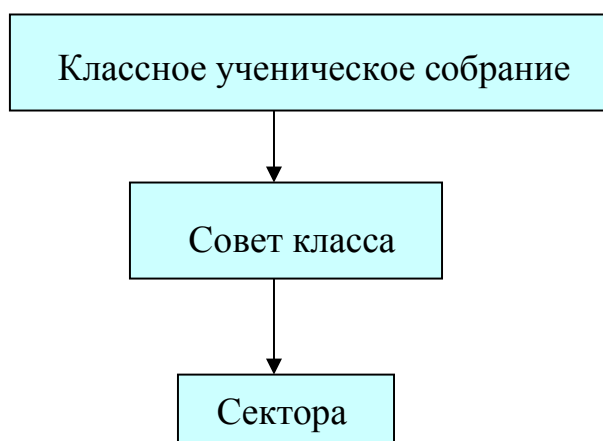 Классное ученическое собрание
Совет класса
Сектора